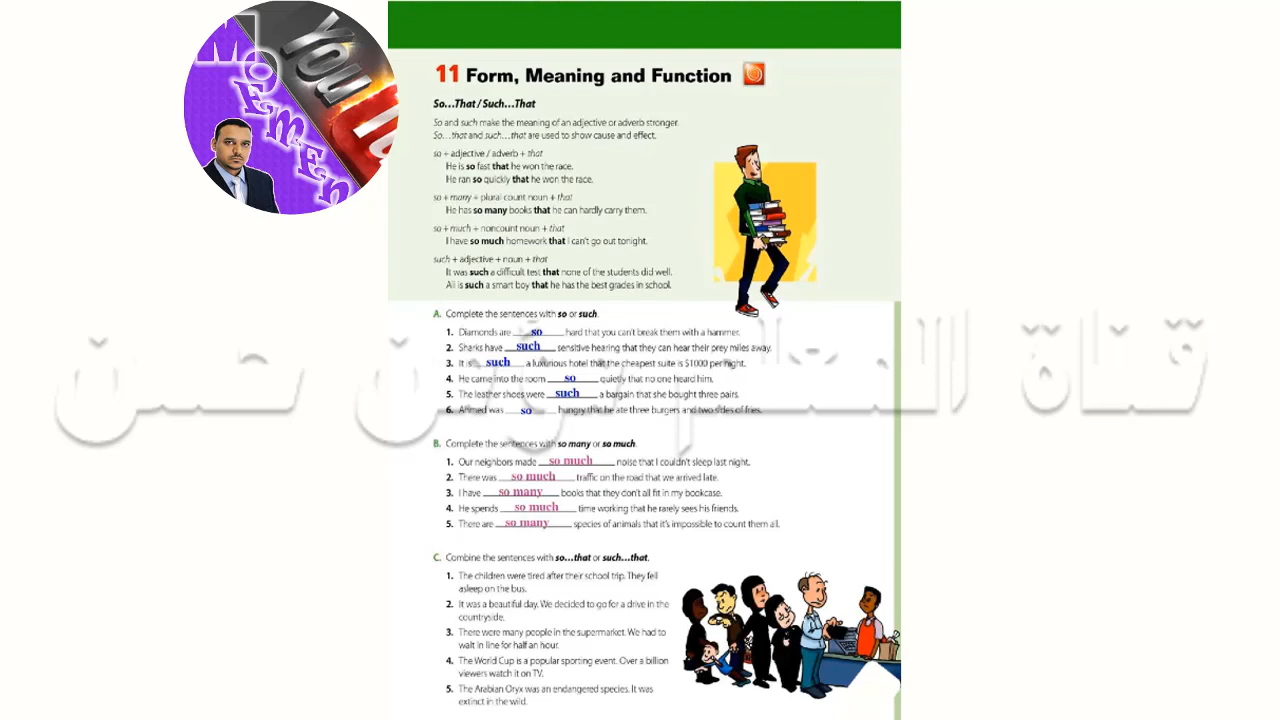 MOEMEN
YOU
11 Form, Meaning and Function
So...That / Such...That
So and such make the meaning of an adjective or adverb stronger.
So...that and such...that are used to show cause and effect.
so + adjective / adverb + that
He is so fast that he won the race.
He ran so quickly that he won the race.
so + many + plural count noun + that
He has so many books that he can hardly carry them.
so + much + noncount noun + that
I have so much homework that I can't go out tonight.
such + adjective + noun + that
It was such a difficult test that none of the students did well.
Ali is such a smart boy that he has the best grades in school.
A. Complete the sentences with so or such.
1. Diamonds are so hard that you can't break them with a hammer.
2. Sharks have such sensitive hearing that they can hear their prey miles away.
3. It is such a luxurious hotel that the cheapest suite is $1000 per night.
4. He came into the room so quietly that no one heard him.
5. The leather shoes were such a bargain that she bought three pairs.
6. Ahmed was so hungry that he ate three burgers and two sides of fries.
قناة المعلم مؤمن حسن
B. Complete the sentences with so many or so much.
1. Our neighbors made so much noise that I couldn't sleep last night.
2. There was so much traffic on the road that we arrived late.
3. I have so many books that they don't all fit in my bookcase.
4. He spends so much time working that he rarely sees his friends.
5. There are so many species of animals that it's impossible to count them all.
C. Combine the sentences with so...that or such...that.
1. The children were tired after their school trip. They fell
asleep on the bus.
2. It was a beautiful day. We decided to go for a drive in the
countryside.
3. There were many people in the supermarket. We had to
wait in line for half an hour.
4. The World Cup is a popular sporting event. Over a billion
viewers watch it on TV.
5. The Arabian Oryx was an endangered species. It was
extinct in the wild.